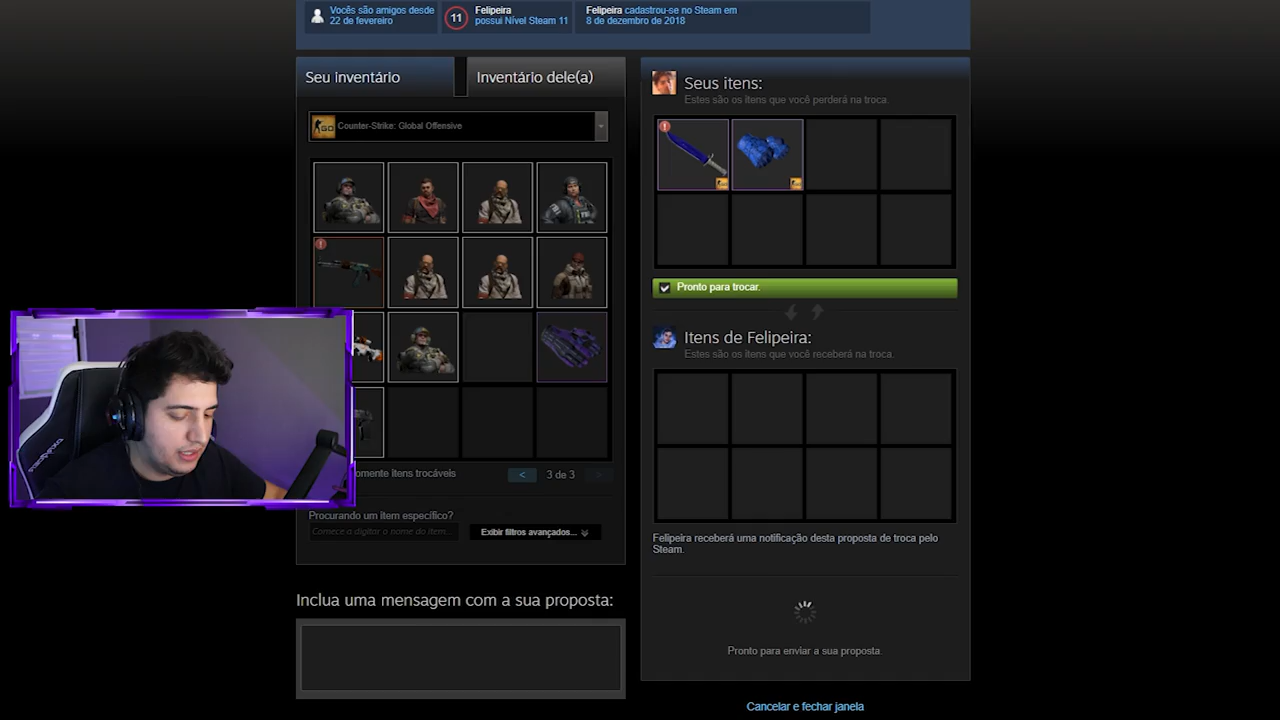 Vocês são amigos desde
22 de fevereiro
11
Felipeira
possui Nível Steam 11
Felipeira cadastrou-se no Steam em
8 de dezembro de 2018
Seu inventário
Inventário dele(a)
Counter-Strike: Global Offensive
omente itens trocáveis
<
3 de 3
>
Procurando um item específico?
Comece a digitar o nome do item...
Exibir filtros avançados...
Inclua uma mensagem com a sua proposta:
Seus itens:
Estes são os itens que você perderá na troca.
Pronto para trocar.
Itens de Felipeira:
Estes são os itens que você receberá na troca.
Felipeira receberá uma notificação desta proposta de troca pelo
Steam.
Pronto para enviar a sua proposta.
Cancelar e fechar janela